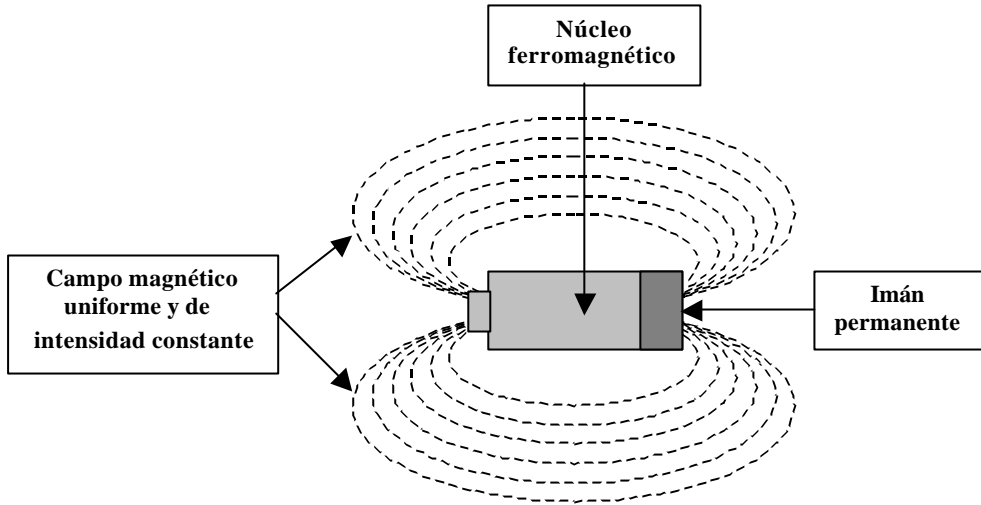 Núcleo
ferromagnético
Campo magnético
uniforme y de
intensidad constante
Imán
permanente